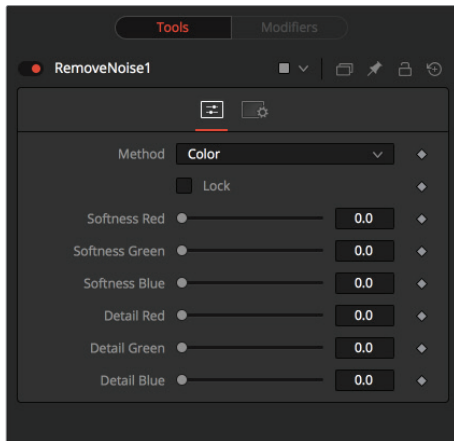 Tools Modifiers
RemoveNoise1
Method Color
Lock
Softness Red 0.0
Softness Green 0.0
Softness Blue 0.0
Detail Red 0.0
Detail Green 0.0
Detail Blue 0.0